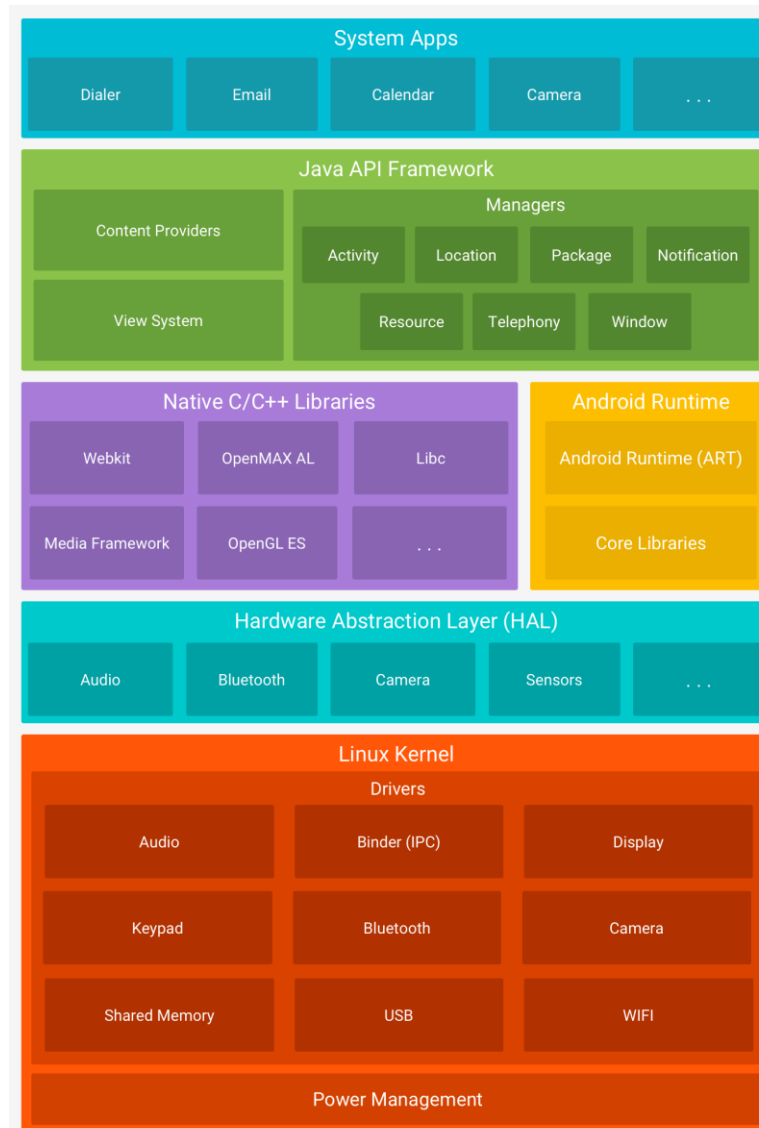 System Apps
Dialer
Email
Calendar
Camera
. . .
Java API Framework
Content Providers
View System
Managers
Activity
Location
Package
Notification
Resource
Telephony
Window
Native C/C++ Libraries
Webkit
OpenMAX AL
Libc
Media Framework
OpenGL ES
. . .
Android Runtime
Android Runtime (ART)
Core Libraries
Hardware Abstraction Layer (HAL)
Audio
Bluetooth
Camera
Sensors
. . .
Linux Kernel
Drivers
Audio
Binder (IPC)
Display
Keypad
Bluetooth
Camera
Shared Memory
USB
WIFI
Power Management